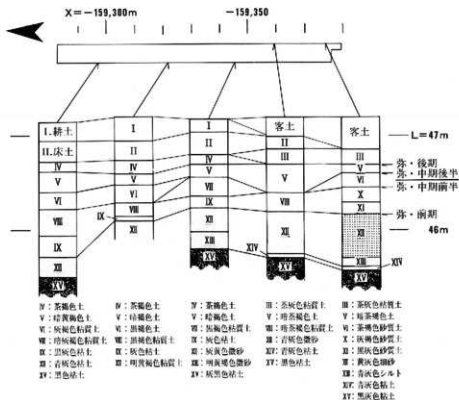 X=−159,380m −159,350
I.耕土 I I 客土 客土
II.床土 II II II III L=47m
IV IV IV III V 弥・後期
V V V V VI 弥・中期後半
VI VI VII X 弥・中期前半
VIII VIII IX VIII XI 弥・前期
IX IX XII XII XII 46m
XII XII XIII XIV XIII XIV
XV XV XV XV
IV:茶褐色土
V:暗黄褐色土
VI:灰褐色粘質土
VIII:暗灰褐色粘質土
IX:黒灰色粘土
XII:青灰色粘土
XV:黒色粘土
IV:茶褐色土
V:暗褐色土
VI:黒褐色土
VIII:黒褐色粘質土
IX:灰色粘土
XII:明黄褐色粘質土
IV:茶褐色土
V:暗褐色土
VII:黒褐色粘質土
IX:灰色粘土
XII:灰黄色微砂
XIII:明黄褐色微砂
XV:灰黒色粘土
III:茶灰色粘質土
V:暗茶褐色土
VIII:暗茶褐色粘質土
XII:青灰色微砂
XIV:青灰色粘土
XV:黒色粘土
III:茶灰色粘質土
V:暗茶褐色土
VI:茶褐色砂質土
X:灰褐色砂質土
XI:黒灰色砂質土
XII:黄灰色細砂
XIII:青灰色シルト
XIV:青灰色粘土
XV:黒色粘土